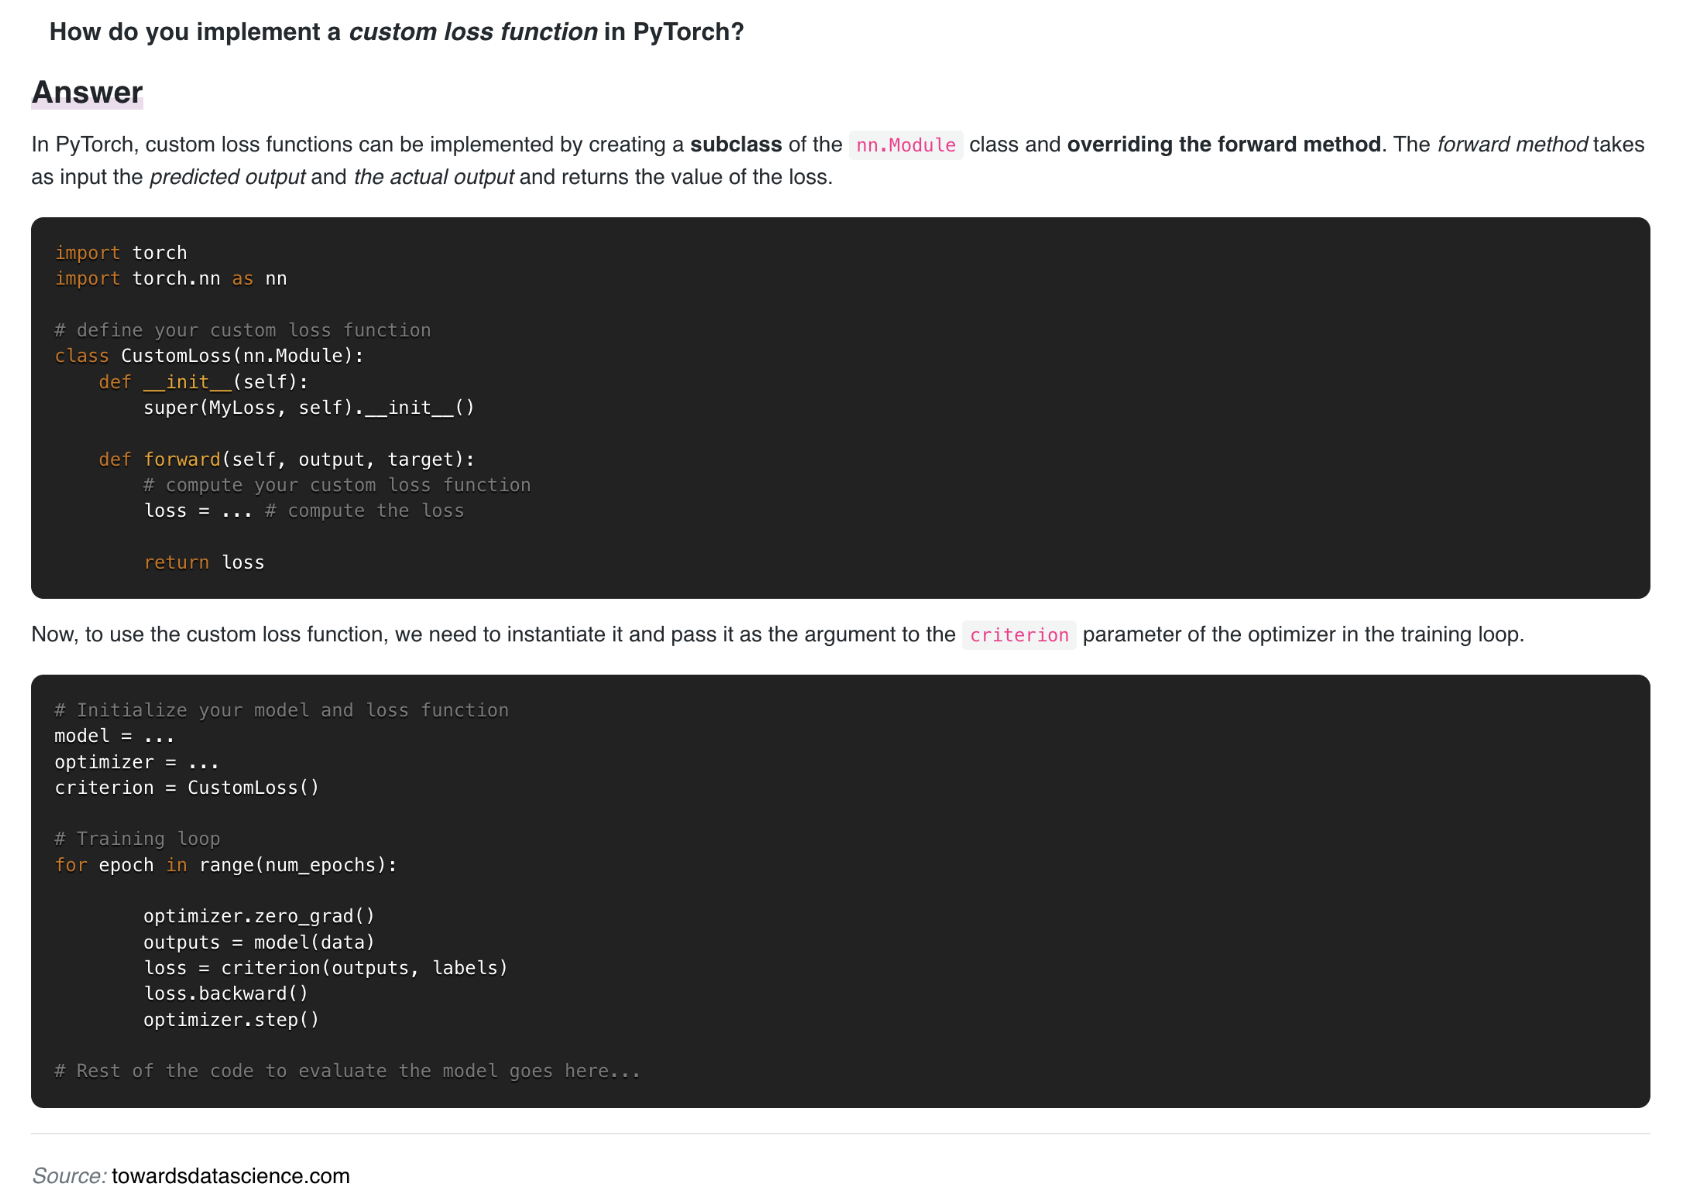 How do you implement a custom loss function in PyTorch?
Answer
In PyTorch, custom loss functions can be implemented by creating a subclass of the nn.Module class and overriding the forward method. The forward method takes
as input the predicted output and the actual output and returns the value of the loss.
import torch
import torch.nn as nn
# define your custom loss function
class CustomLoss(nn.Module):
    def __init__(self):
        super(MyLoss, self).__init__()
    def forward(self, output, target):
        # compute your custom loss function
        loss = ... # compute the loss
        return loss
Now, to use the custom loss function, we need to instantiate it and pass it as the argument to the criterion parameter of the optimizer in the training loop.
# Initialize your model and loss function
model = ...
optimizer = ...
criterion = CustomLoss()
# Training loop
for epoch in range(num_epochs):
        optimizer.zero_grad()
        outputs = model(data)
        loss = criterion(outputs, labels)
        loss.backward()
        optimizer.step()
# Rest of the code to evaluate the model goes here...
Source: towardsdatascience.com